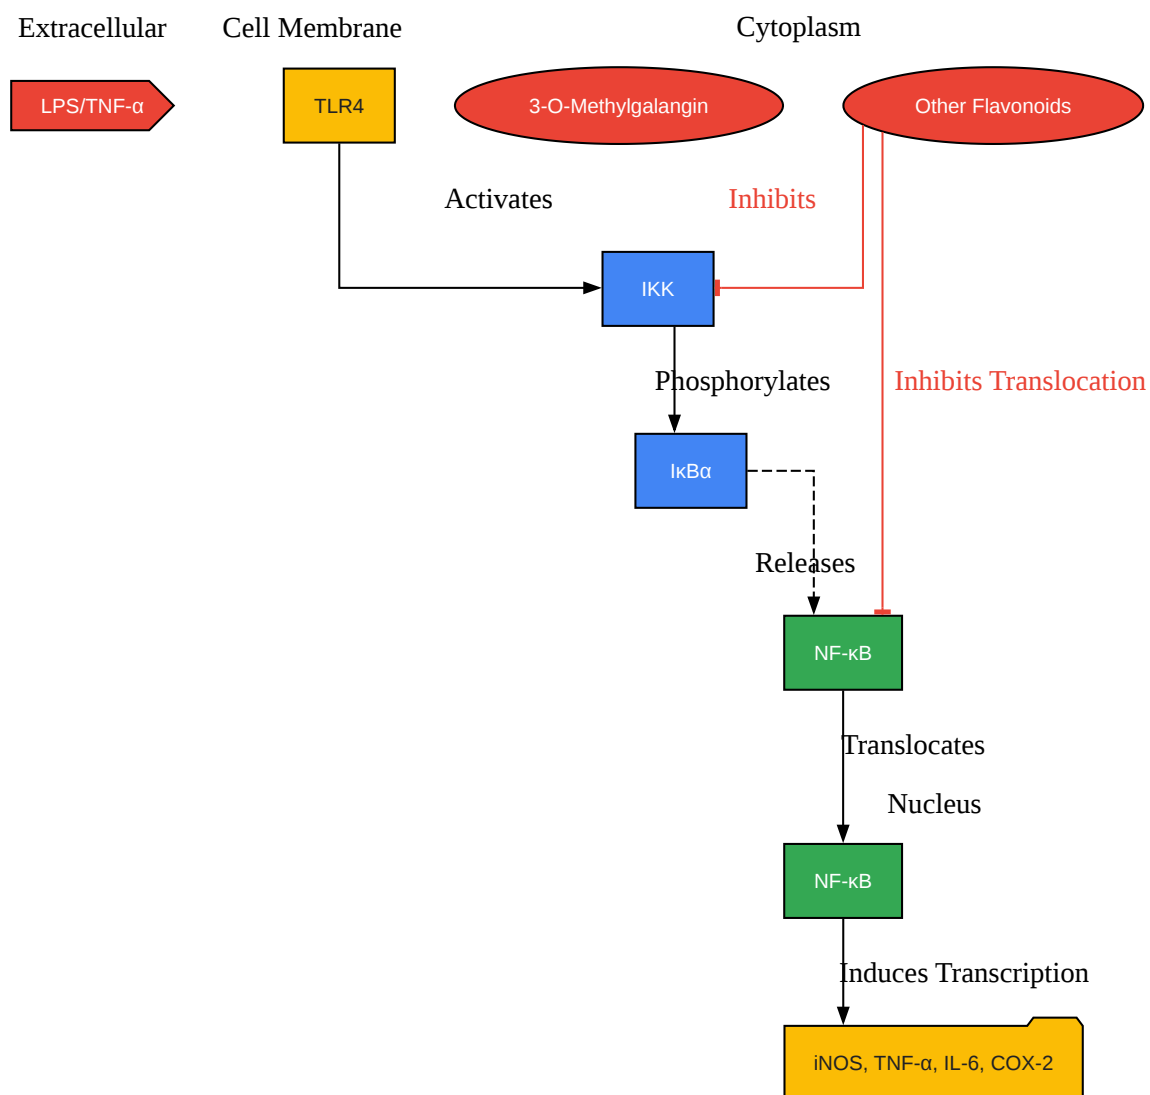 Extracellular
Cell Membrane
Cytoplasm
LPS/TNF-α
TLR4
3-O-Methylgalangin
Other Flavonoids
Activates
Inhibits
IKK
Phosphorylates
Inhibits Translocation
IκBα
Releases
NF-κB
Translocates
Nucleus
NF-κB
Induces Transcription
iNOS, TNF-α, IL-6, COX-2